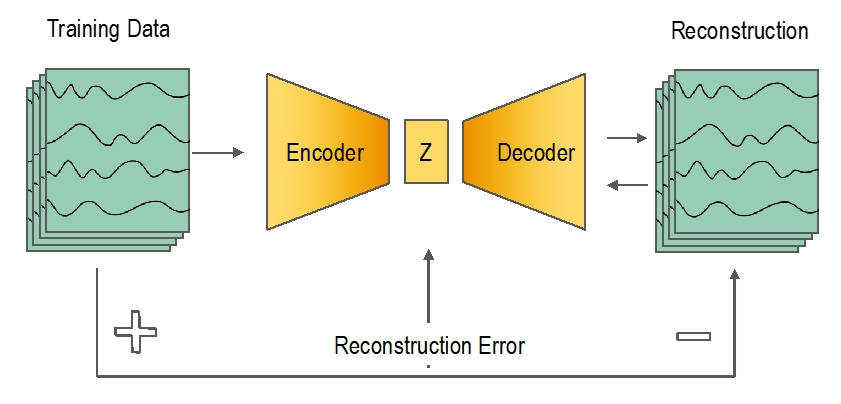 Training Data
Reconstruction
Encoder
Z
Decoder
Reconstruction Error